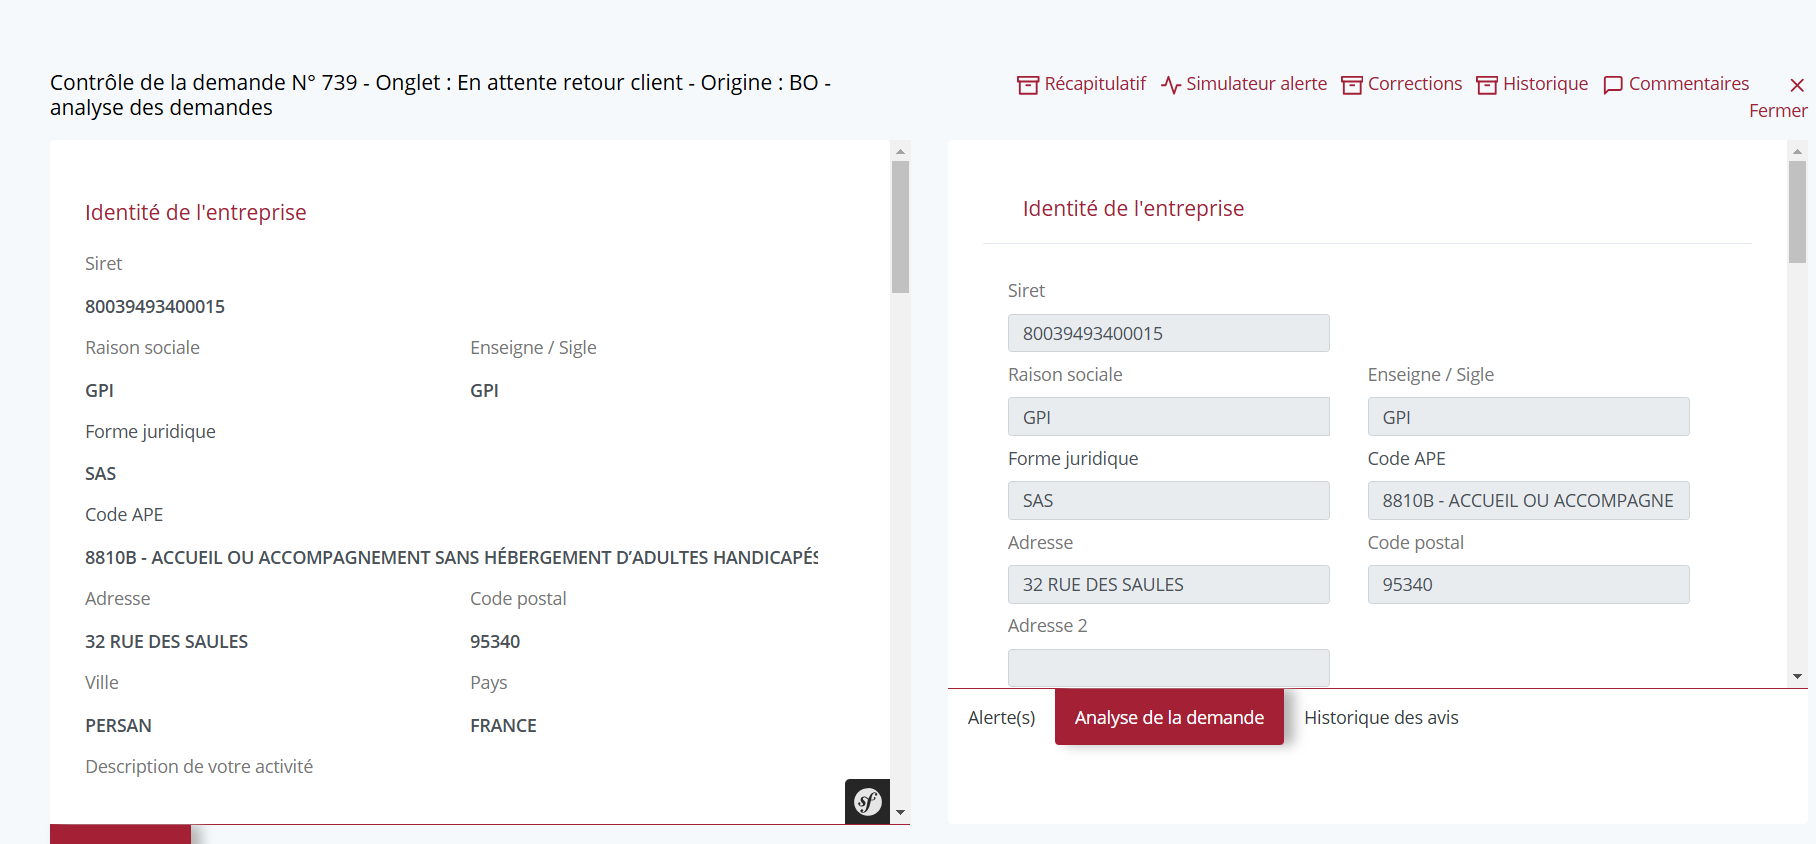 Contrôle de la demande N° 739 - Onglet : En attente retour client - Origine : BO -
analyse des demandes
Récapitulatif Simulateur alerte Corrections Historique Commentaires
Fermer
Identité de l'entreprise
Siret
80039493400015
Raison sociale Enseigne / Sigle
GPI GPI
Forme juridique
SAS
Code APE
8810B - ACCUEIL OU ACCOMPAGNEMENT SANS HÉBERGEMENT D’ADULTES HANDICAPÉS
Adresse Code postal
32 RUE DES SAULES 95340
Ville Pays
PERSAN FRANCE
Description de votre activité
sf
Identité de l'entreprise
Siret
80039493400015
Raison sociale Enseigne / Sigle
GPI GPI
Forme juridique Code APE
SAS 8810B - ACCUEIL OU ACCOMPAGNE
Adresse Code postal
32 RUE DES SAULES 95340
Adresse 2
Alerte(s) Analyse de la demande Historique des avis